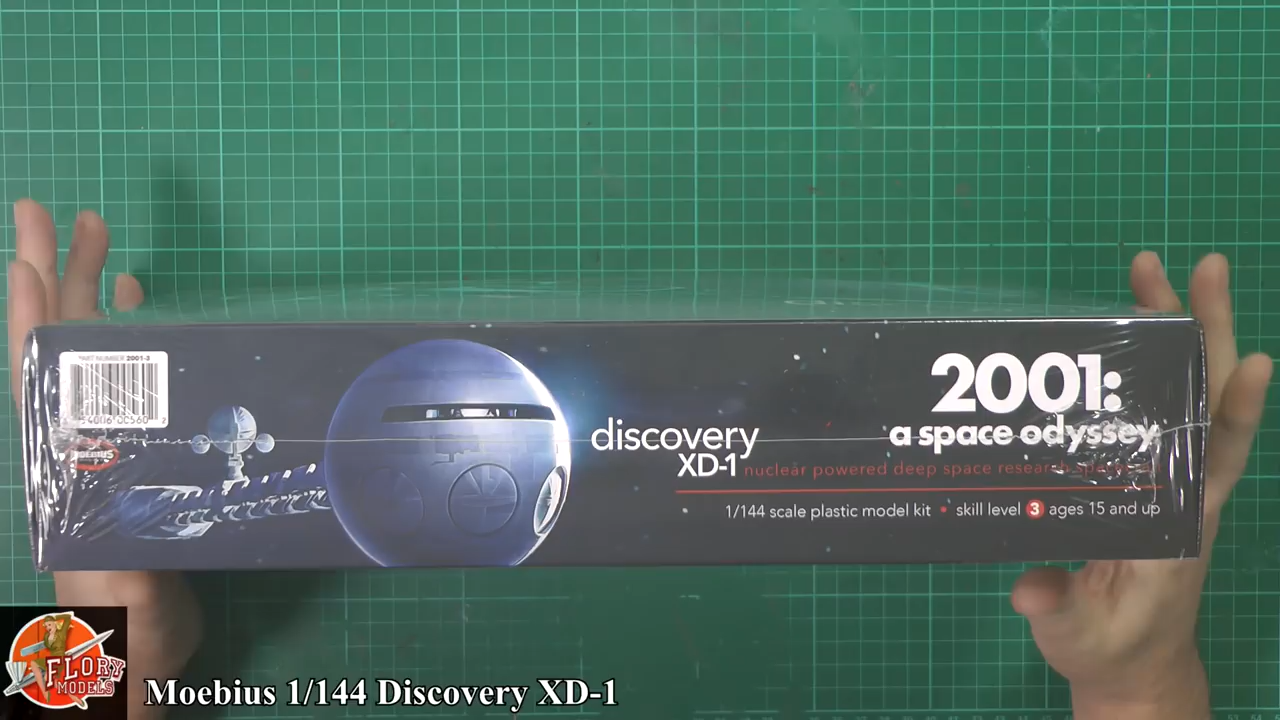 PART NUMBER 2001-3
MOEBIUS
discovery
XD-1 nuclear powered deep space research
2001:
a space odyssey
1/144 scale plastic model kit • skill level 3 ages 15 and up
FLORY
MODELS
Moebius 1/144 Discovery XD-1